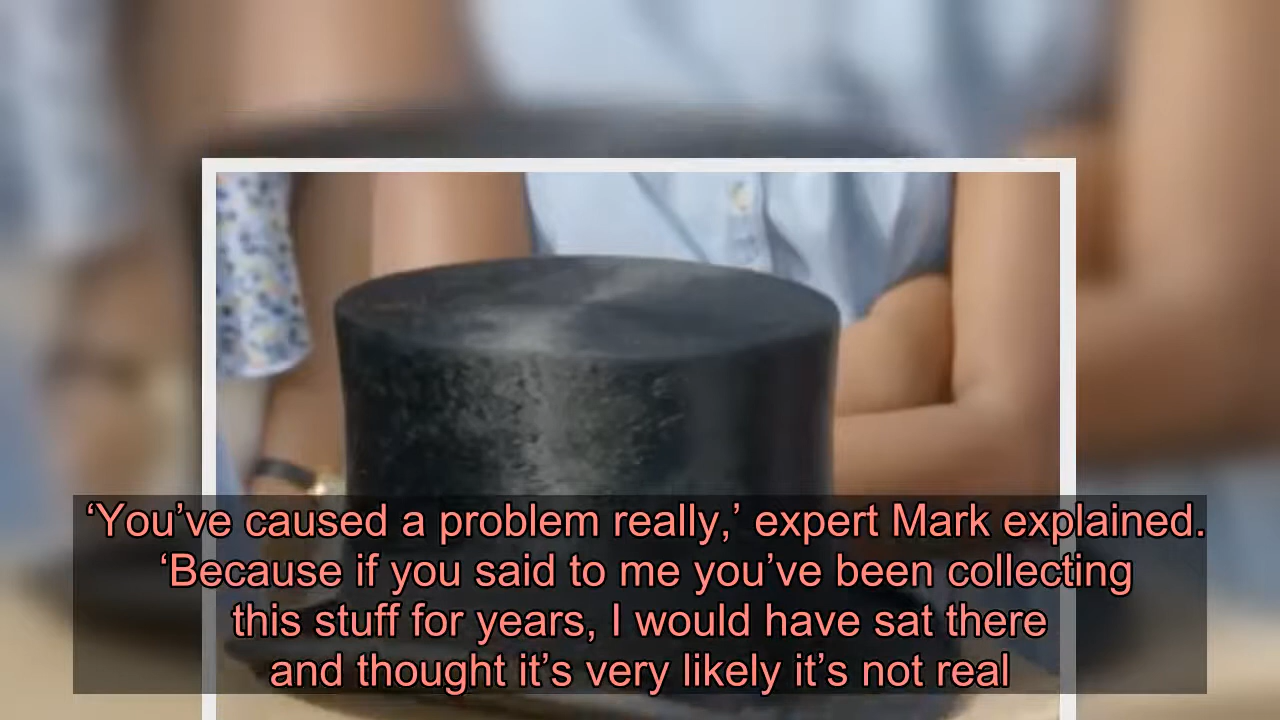 ‘You’ve caused a problem really,’ expert Mark explained.
‘Because if you said to me you’ve been collecting
this stuff for years, I would have sat there
and thought it’s very likely it’s not real